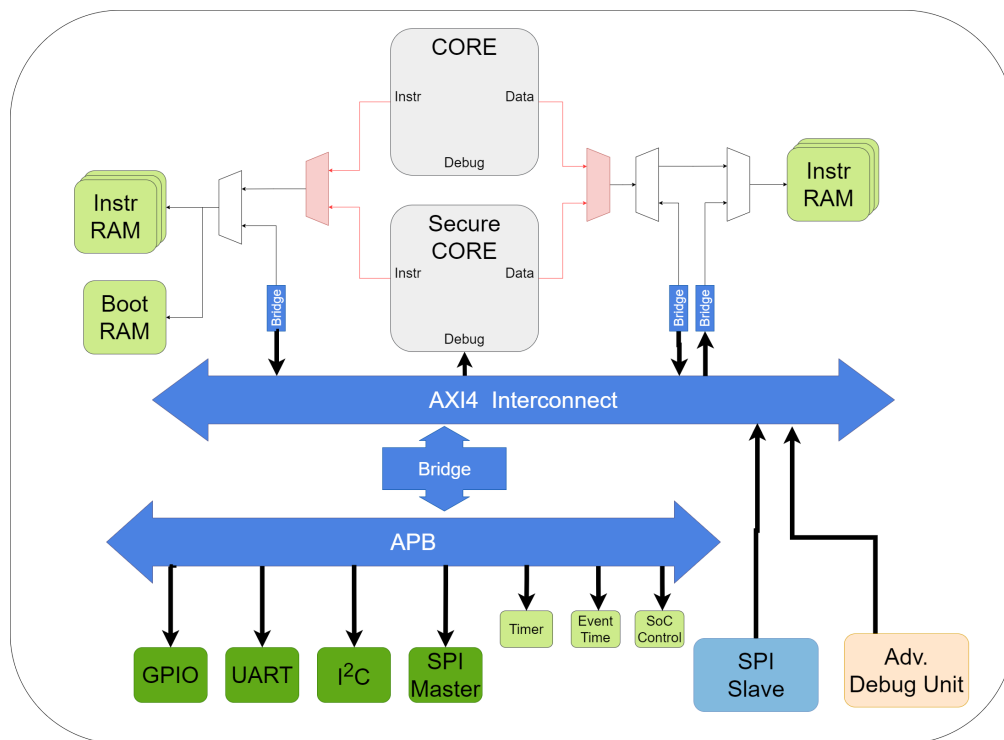 CORE
Instr
Data
Debug
Instr
RAM
Instr
RAM
Secure
CORE
Instr
Data
Debug
Boot
RAM
Bridge
Bridge
Bridge
AXI4 Interconnect
Bridge
APB
GPIO
UART
I²C
SPI
Master
Timer
Event
Time
SoC
Control
SPI
Slave
Adv.
Debug Unit